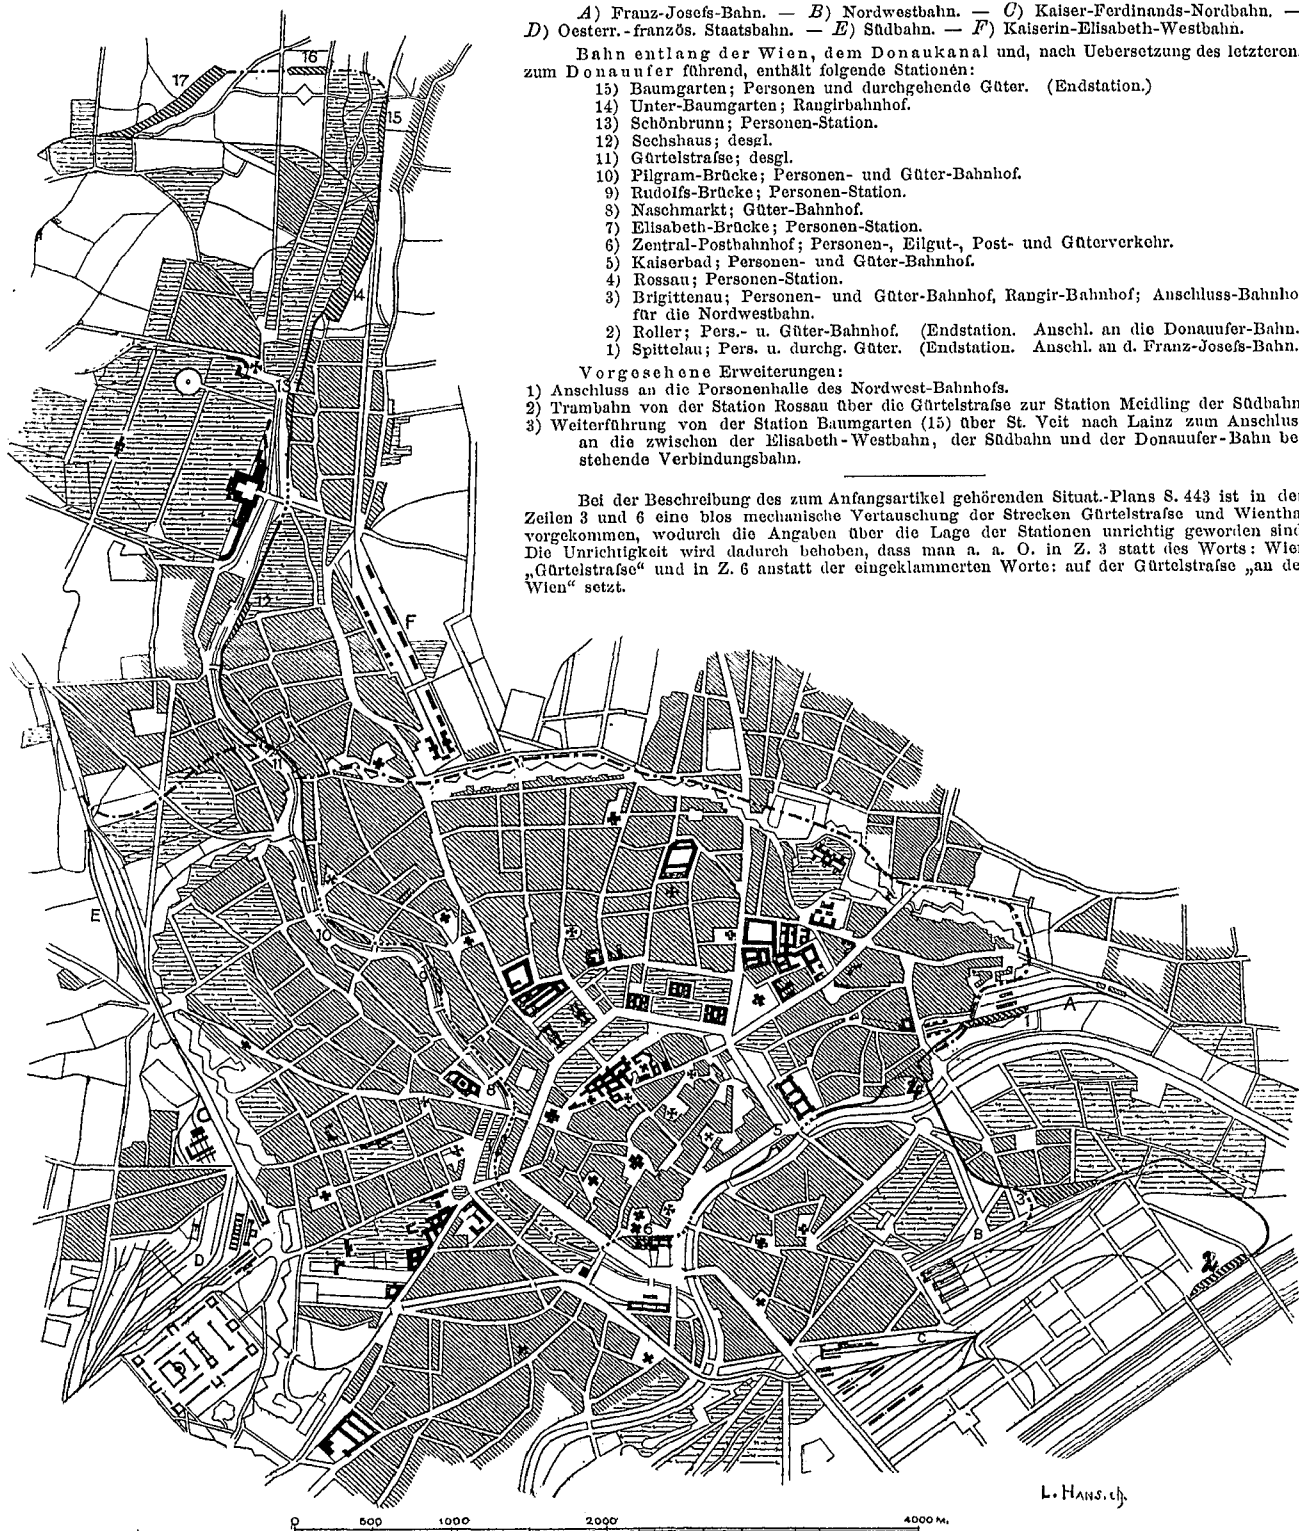 A) Franz-Josefs-Bahn. — B) Nordwestbahn. — C) Kaiser-Ferdinands-Nordbahn. —
D) Oesterr.-französ. Staatsbahn. — E) Südbahn. — F) Kaiserin-Elisabeth-Westbahn.
Bahn entlang der Wien, dem Donaukanal und, nach Uebersetzung des letzteren,
zum Donauufer führend, enthält folgende Stationen:
15) Baumgarten; Personen und durchgehende Güter. (Endstation.)
14) Unter-Baumgarten; Rangirbahnhof.
13) Schönbrunn; Personen-Station.
12) Sechshaus; desgl.
11) Gürtelstrafse; desgl.
10) Pilgram-Brücke; Personen- und Güter-Bahnhof.
9) Rudolfs-Brücke; Personen-Station.
8) Naschmarkt; Güter-Bahnhof.
7) Elisabeth-Brücke; Personen-Station.
6) Zentral-Postbahnhof; Personen-, Eilgut-, Post- und Güterverkehr.
5) Kaiserbad; Personen- und Güter-Bahnhof.
4) Rossau; Personen-Station.
3) Brigittenau; Personen- und Güter-Bahnhof, Rangir-Bahnhof; Anschluss-Bahnho
für die Nordwestbahn.
2) Roller; Pers.- u. Güter-Bahnhof. (Endstation. Anschl. an die Donauufer-Bahn.
1) Spittelau; Pers. u. durchg. Güter. (Endstation. Anschl. an d. Franz-Josefs-Bahn.
Vorgesehene Erweiterungen:
1) Anschluss an die Personenhalle des Nordwest-Bahnhofs.
2) Trambahn von der Station Rossau über die Gürtelstrafse zur Station Meidling der Südbahn
3) Weiterführung von der Station Baumgarten (15) über St. Veit nach Lainz zum Anschlus
an die zwischen der Elisabeth-Westbahn, der Südbahn und der Donauufer-Bahn be
stehende Verbindungsbahn.
Bei der Beschreibung des zum Anfangsartikel gehörenden Situat.-Plans S. 443 ist in de
Zeilen 3 und 6 eine blos mechanische Vertauschung der Strecken Gürtelstrafse und Wientha
vorgekommen, wodurch die Angaben über die Lage der Stationen unrichtig geworden sind
Die Unrichtigkeit wird dadurch behoben, dass man a. a. O. in Z. 3 statt des Worts: Wie
„Gürtelstrafse“ und in Z. 6 anstatt der eingeklammerten Worte: auf der Gürtelstrafse „an de
Wien“ setzt.
17
16
15
14
13
12
F
11
E
10
9
A
8
5
3
B
6
D
2
C
L. HANS. ch.
0 500 1000 2000 4000 M.